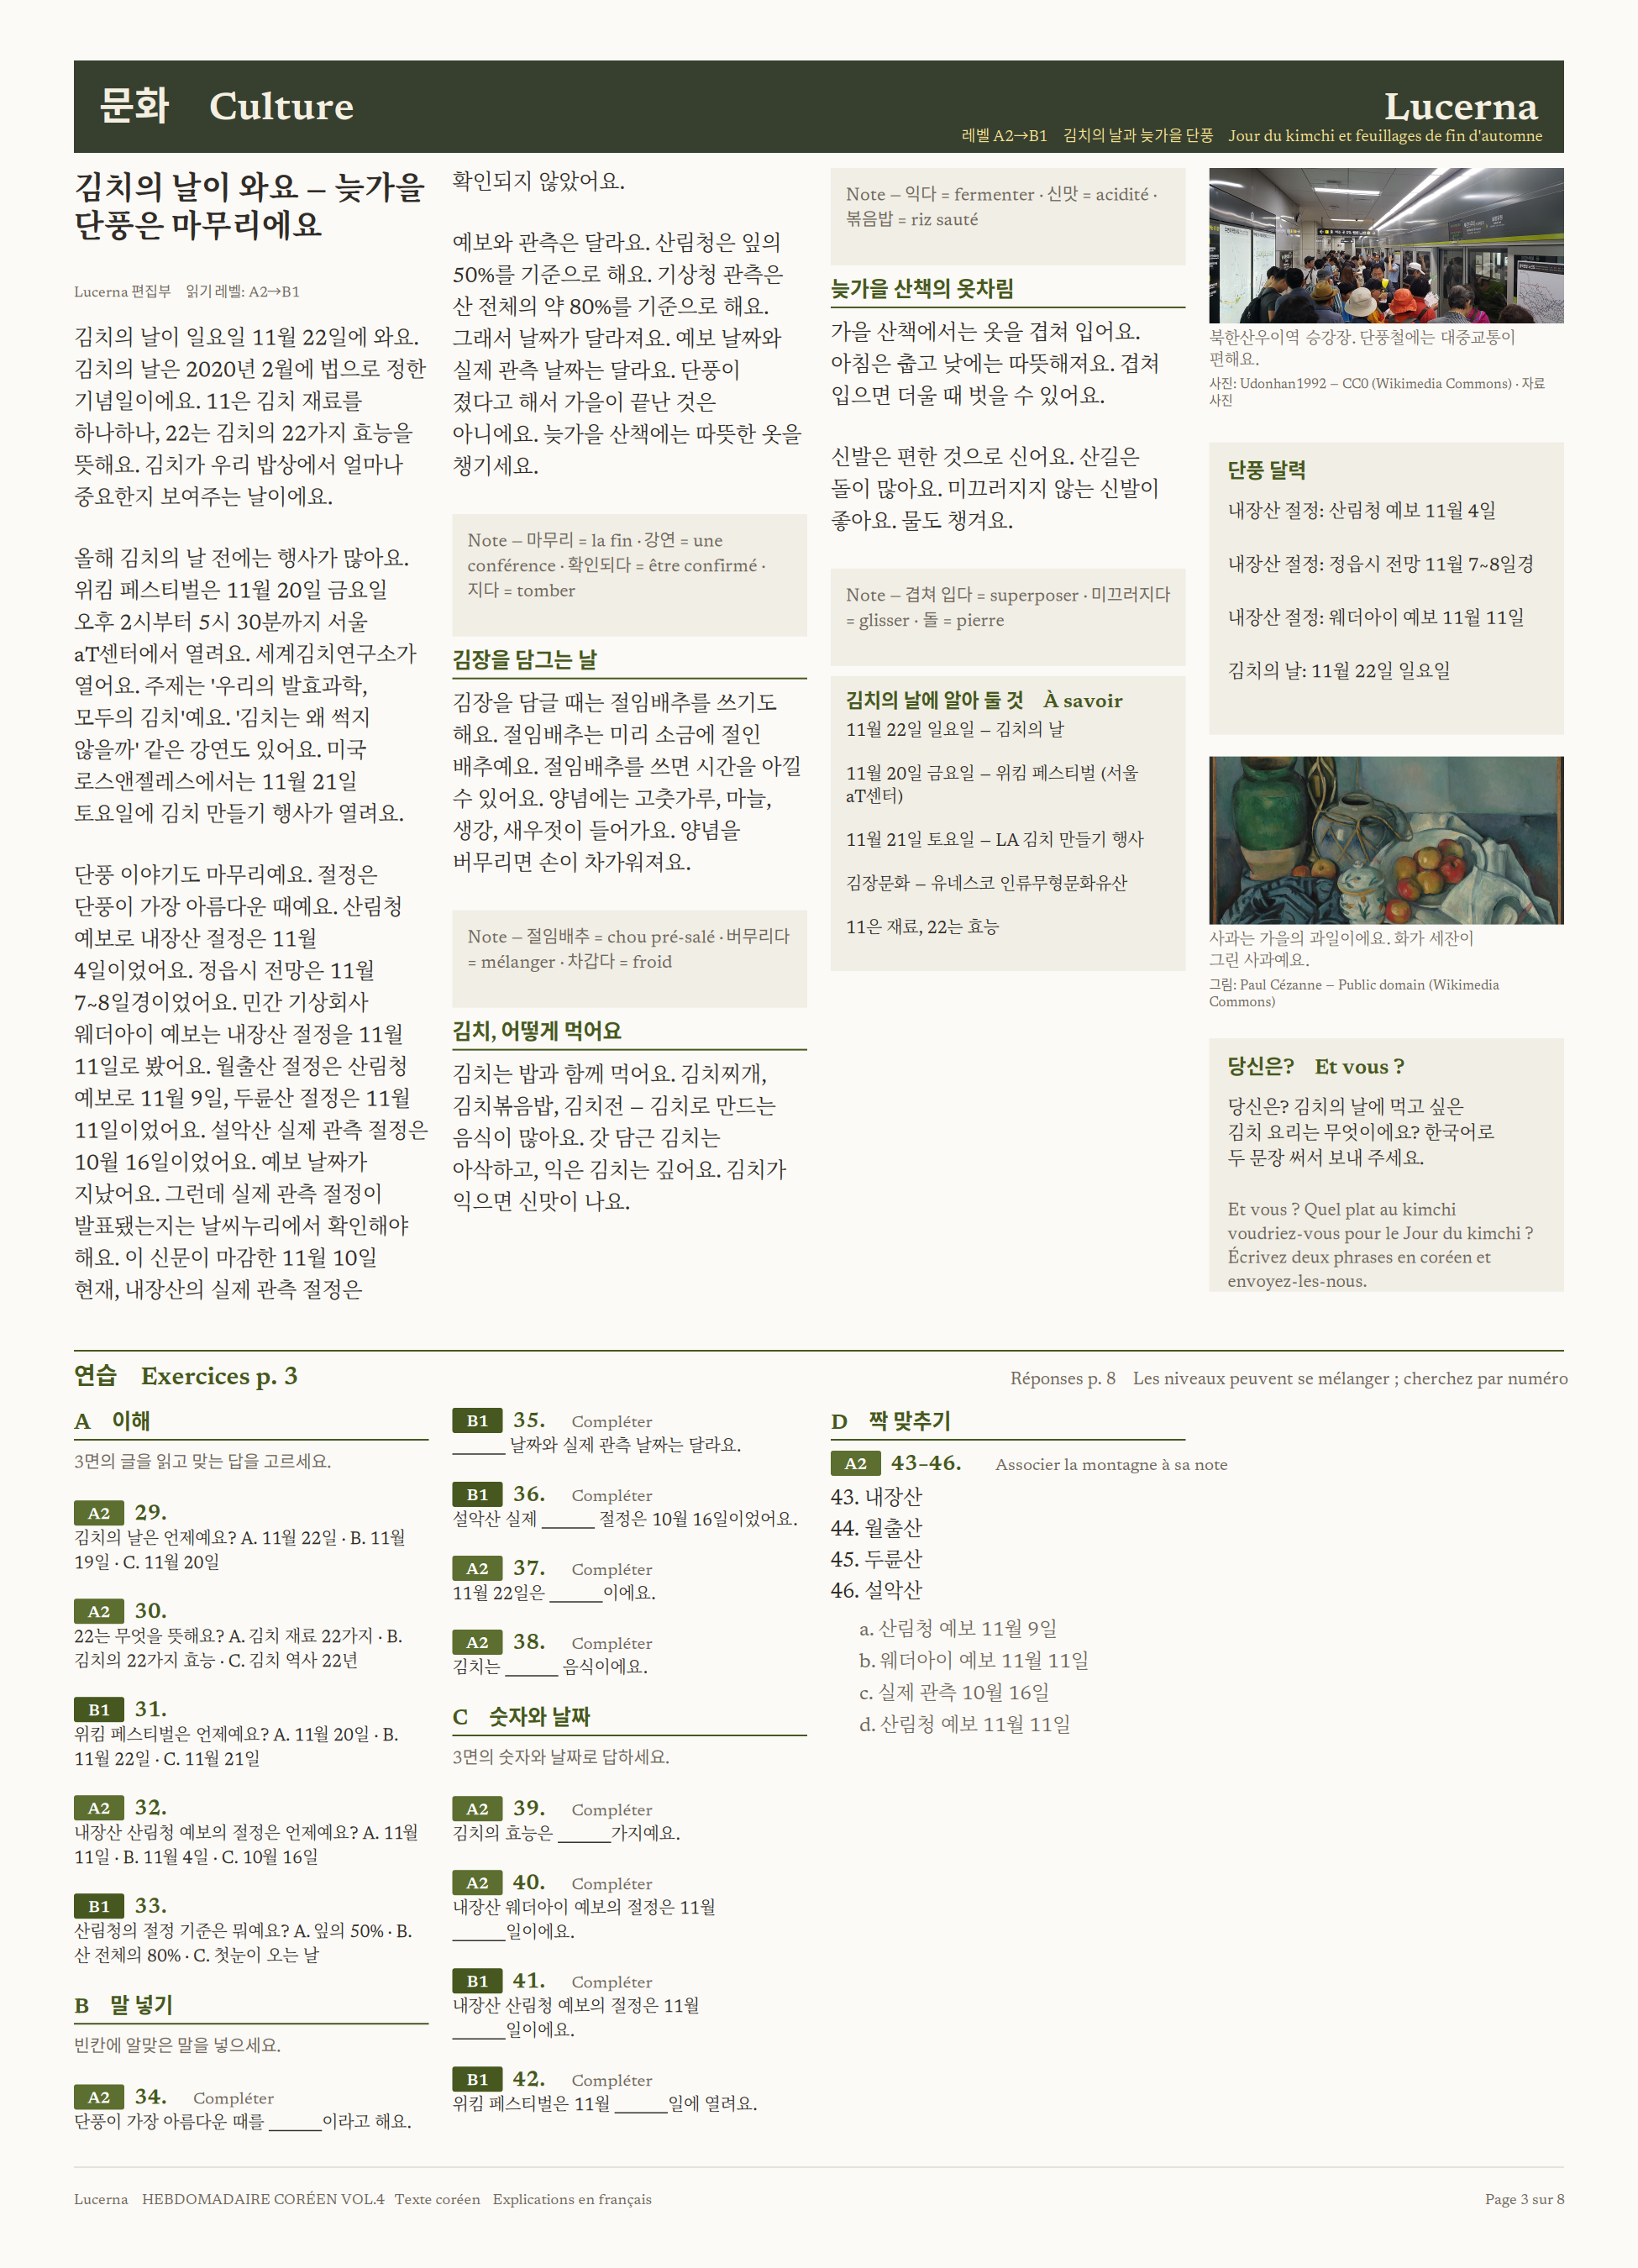 문화 Culture
Lucerna
레벨 A2→B1 김치의 날과 늦가을 단풍 Jour du kimchi et feuillages de fin d'automne
김치의 날이 와요 – 늦가을
단풍은 마무리에요
Lucerna 편집부 읽기 레벨: A2→B1
김치의 날이 일요일 11월 22일에 와요.
김치의 날은 2020년 2월에 법으로 정한
기념일이에요. 11은 김치 재료를
하나하나, 22는 김치의 22가지 효능을
뜻해요. 김치가 우리 밥상에서 얼마나
중요한지 보여주는 날이에요.
올해 김치의 날 전에는 행사가 많아요.
위킴 페스티벌은 11월 20일 금요일
오후 2시부터 5시 30분까지 서울
aT센터에서 열려요. 세계김치연구소가
열어요. 주제는 '우리의 발효과학,
모두의 김치'예요. '김치는 왜 썩지
않을까' 같은 강연도 있어요. 미국
로스앤젤레스에서는 11월 21일
토요일에 김치 만들기 행사가 열려요.
단풍 이야기도 마무리예요. 절정은
단풍이 가장 아름다운 때예요. 산림청
예보로 내장산 절정은 11월
4일이었어요. 정읍시 전망은 11월
7~8일경이었어요. 민간 기상회사
웨더아이 예보는 내장산 절정을 11월
11일로 봤어요. 월출산 절정은 산림청
예보로 11월 9일, 두륜산 절정은 11월
11일이었어요. 설악산 실제 관측 절정은
10월 16일이었어요. 예보 날짜가
지났어요. 그런데 실제 관측 절정이
발표됐는지는 날씨누리에서 확인해야
해요. 이 신문이 마감한 11월 10일
현재, 내장산의 실제 관측 절정은
확인되지 않았어요.
예보와 관측은 달라요. 산림청은 잎의
50%를 기준으로 해요. 기상청 관측은
산 전체의 약 80%를 기준으로 해요.
그래서 날짜가 달라져요. 예보 날짜와
실제 관측 날짜는 달라요. 단풍이
졌다고 해서 가을이 끝난 것은
아니에요. 늦가을 산책에는 따뜻한 옷을
챙기세요.
Note – 마무리 = la fin · 강연 = une
conférence · 확인되다 = être confirmé ·
지다 = tomber
김장을 담그는 날
김장을 담글 때는 절임배추를 쓰기도
해요. 절임배추는 미리 소금에 절인
배추예요. 절임배추를 쓰면 시간을 아낄
수 있어요. 양념에는 고춧가루, 마늘,
생강, 새우젓이 들어가요. 양념을
버무리면 손이 차가워져요.
Note – 절임배추 = chou pré-salé · 버무리다
= mélanger · 차갑다 = froid
김치, 어떻게 먹어요
김치는 밥과 함께 먹어요. 김치찌개,
김치볶음밥, 김치전 – 김치로 만드는
음식이 많아요. 갓 담근 김치는
아삭하고, 익은 김치는 깊어요. 김치가
익으면 신맛이 나요.
Note – 익다 = fermenter · 신맛 = acidité ·
볶음밥 = riz sauté
늦가을 산책의 옷차림
가을 산책에서는 옷을 겹쳐 입어요.
아침은 춥고 낮에는 따뜻해져요. 겹쳐
입으면 더울 때 벗을 수 있어요.
신발은 편한 것으로 신어요. 산길은
돌이 많아요. 미끄러지지 않는 신발이
좋아요. 물도 챙겨요.
Note – 겹쳐 입다 = superposer · 미끄러지다
= glisser · 돌 = pierre
김치의 날에 알아 둘 것 À savoir
11월 22일 일요일 – 김치의 날
11월 20일 금요일 – 위킴 페스티벌 (서울
aT센터)
11월 21일 토요일 – LA 김치 만들기 행사
김장문화 – 유네스코 인류무형문화유산
11은 재료, 22는 효능
북한산우이역 승강장. 단풍철에는 대중교통이
편해요.
사진: Udonhan1992 – CC0 (Wikimedia Commons) · 자료
사진
단풍 달력
내장산 절정: 산림청 예보 11월 4일
내장산 절정: 정읍시 전망 11월 7~8일경
내장산 절정: 웨더아이 예보 11월 11일
김치의 날: 11월 22일 일요일
사과는 가을의 과일이에요. 화가 세잔이
그린 사과예요.
그림: Paul Cézanne – Public domain (Wikimedia
Commons)
당신은? Et vous ?
당신은? 김치의 날에 먹고 싶은
김치 요리는 무엇이에요? 한국어로
두 문장 써서 보내 주세요.
Et vous ? Quel plat au kimchi
voudriez-vous pour le Jour du kimchi ?
Écrivez deux phrases en coréen et
envoyez-les-nous.
연습 Exercices p. 3
Réponses p. 8 Les niveaux peuvent se mélanger ; cherchez par numéro
A 이해
3면의 글을 읽고 맞는 답을 고르세요.
A2 29.
김치의 날은 언제예요? A. 11월 22일 · B. 11월
19일 · C. 11월 20일
A2 30.
22는 무엇을 뜻해요? A. 김치 재료 22가지 · B.
김치의 22가지 효능 · C. 김치 역사 22년
B1 31.
위킴 페스티벌은 언제예요? A. 11월 20일 · B.
11월 22일 · C. 11월 21일
A2 32.
내장산 산림청 예보의 절정은 언제예요? A. 11월
11일 · B. 11월 4일 · C. 10월 16일
B1 33.
산림청의 절정 기준은 뭐예요? A. 잎의 50% · B.
산 전체의 80% · C. 첫눈이 오는 날
B 말 넣기
빈칸에 알맞은 말을 넣으세요.
A2 34. Compléter
단풍이 가장 아름다운 때를 ______이라고 해요.
B1 35. Compléter
______ 날짜와 실제 관측 날짜는 달라요.
B1 36. Compléter
설악산 실제 ______ 절정은 10월 16일이었어요.
A2 37. Compléter
11월 22일은 ______이에요.
A2 38. Compléter
김치는 ______ 음식이에요.
C 숫자와 날짜
3면의 숫자와 날짜로 답하세요.
A2 39. Compléter
김치의 효능은 ______가지예요.
A2 40. Compléter
내장산 웨더아이 예보의 절정은 11월
______일이에요.
B1 41. Compléter
내장산 산림청 예보의 절정은 11월
______일이에요.
B1 42. Compléter
위킴 페스티벌은 11월 ______일에 열려요.
D 짝 맞추기
A2 43–46. Associer la montagne à sa note
43. 내장산
44. 월출산
45. 두륜산
46. 설악산
a. 산림청 예보 11월 9일
b. 웨더아이 예보 11월 11일
c. 실제 관측 10월 16일
d. 산림청 예보 11월 11일
Lucerna HEBDOMADAIRE CORÉEN VOL.4 Texte coréen Explications en français
Page 3 sur 8